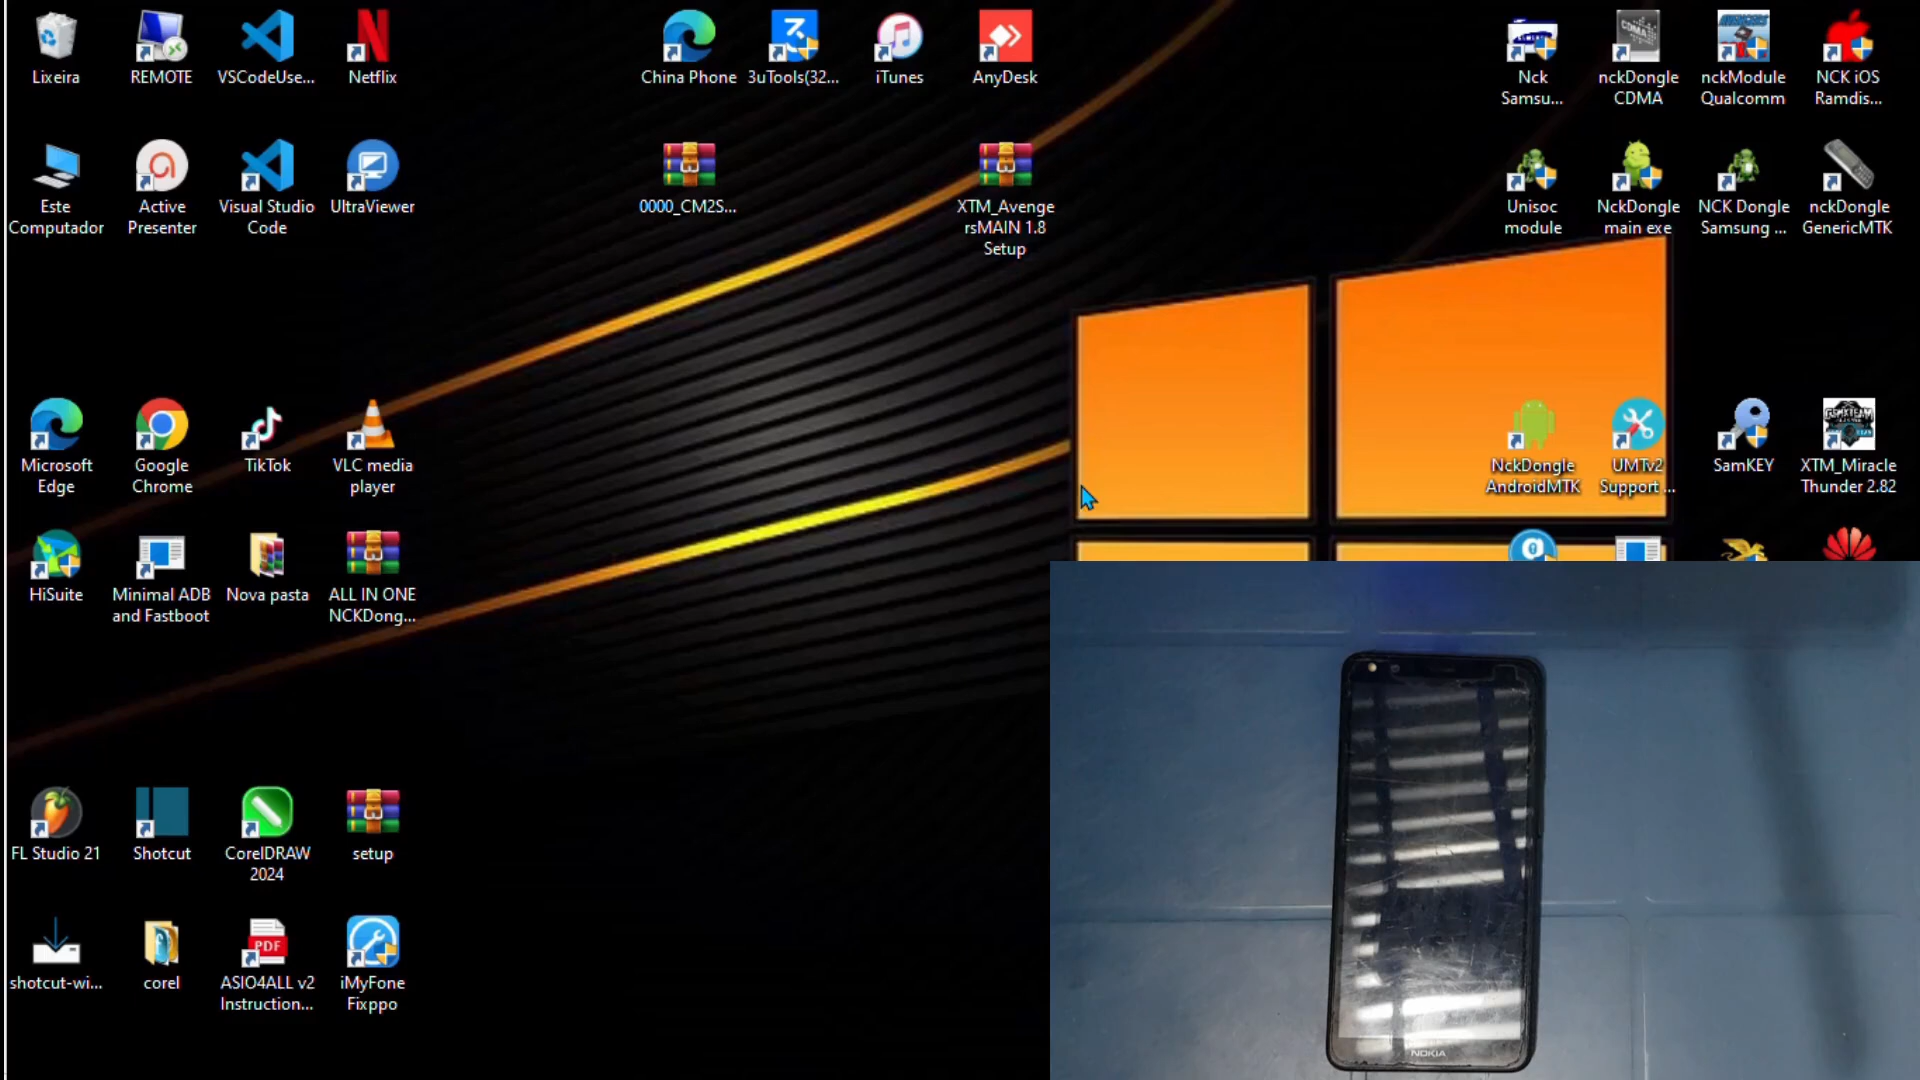 Lixeira
REMOTE
VSCodeUse...
Netflix
China Phone
3uTools(32...
iTunes
AnyDesk
Nck
Samsu...
nckDongle
CDMA
nckModule
Qualcomm
NCK iOS
Ramdis...
Este
Computador
Active
Presenter
Visual Studio
Code
UltraViewer
0000_CM2S...
XTM_Avenge
rsMAIN 1.8
Setup
Unisoc
module
NckDongle
main exe
NCK Dongle
Samsung ...
nckDongle
GenericMTK
Microsoft
Edge
Google
Chrome
TikTok
VLC media
player
NckDongle
AndroidMTK
UMTv2
Support ...
SamKEY
XTM_Miracle
Thunder 2.82
HiSuite
Minimal ADB
and Fastboot
Nova pasta
ALL IN ONE
NCKDong...
FL Studio 21
Shotcut
CorelDRAW
2024
setup
shotcut-wi...
corel
PDF
ASIO4ALL v2
Instruction...
iMyFone
Fixppo
NOKIA